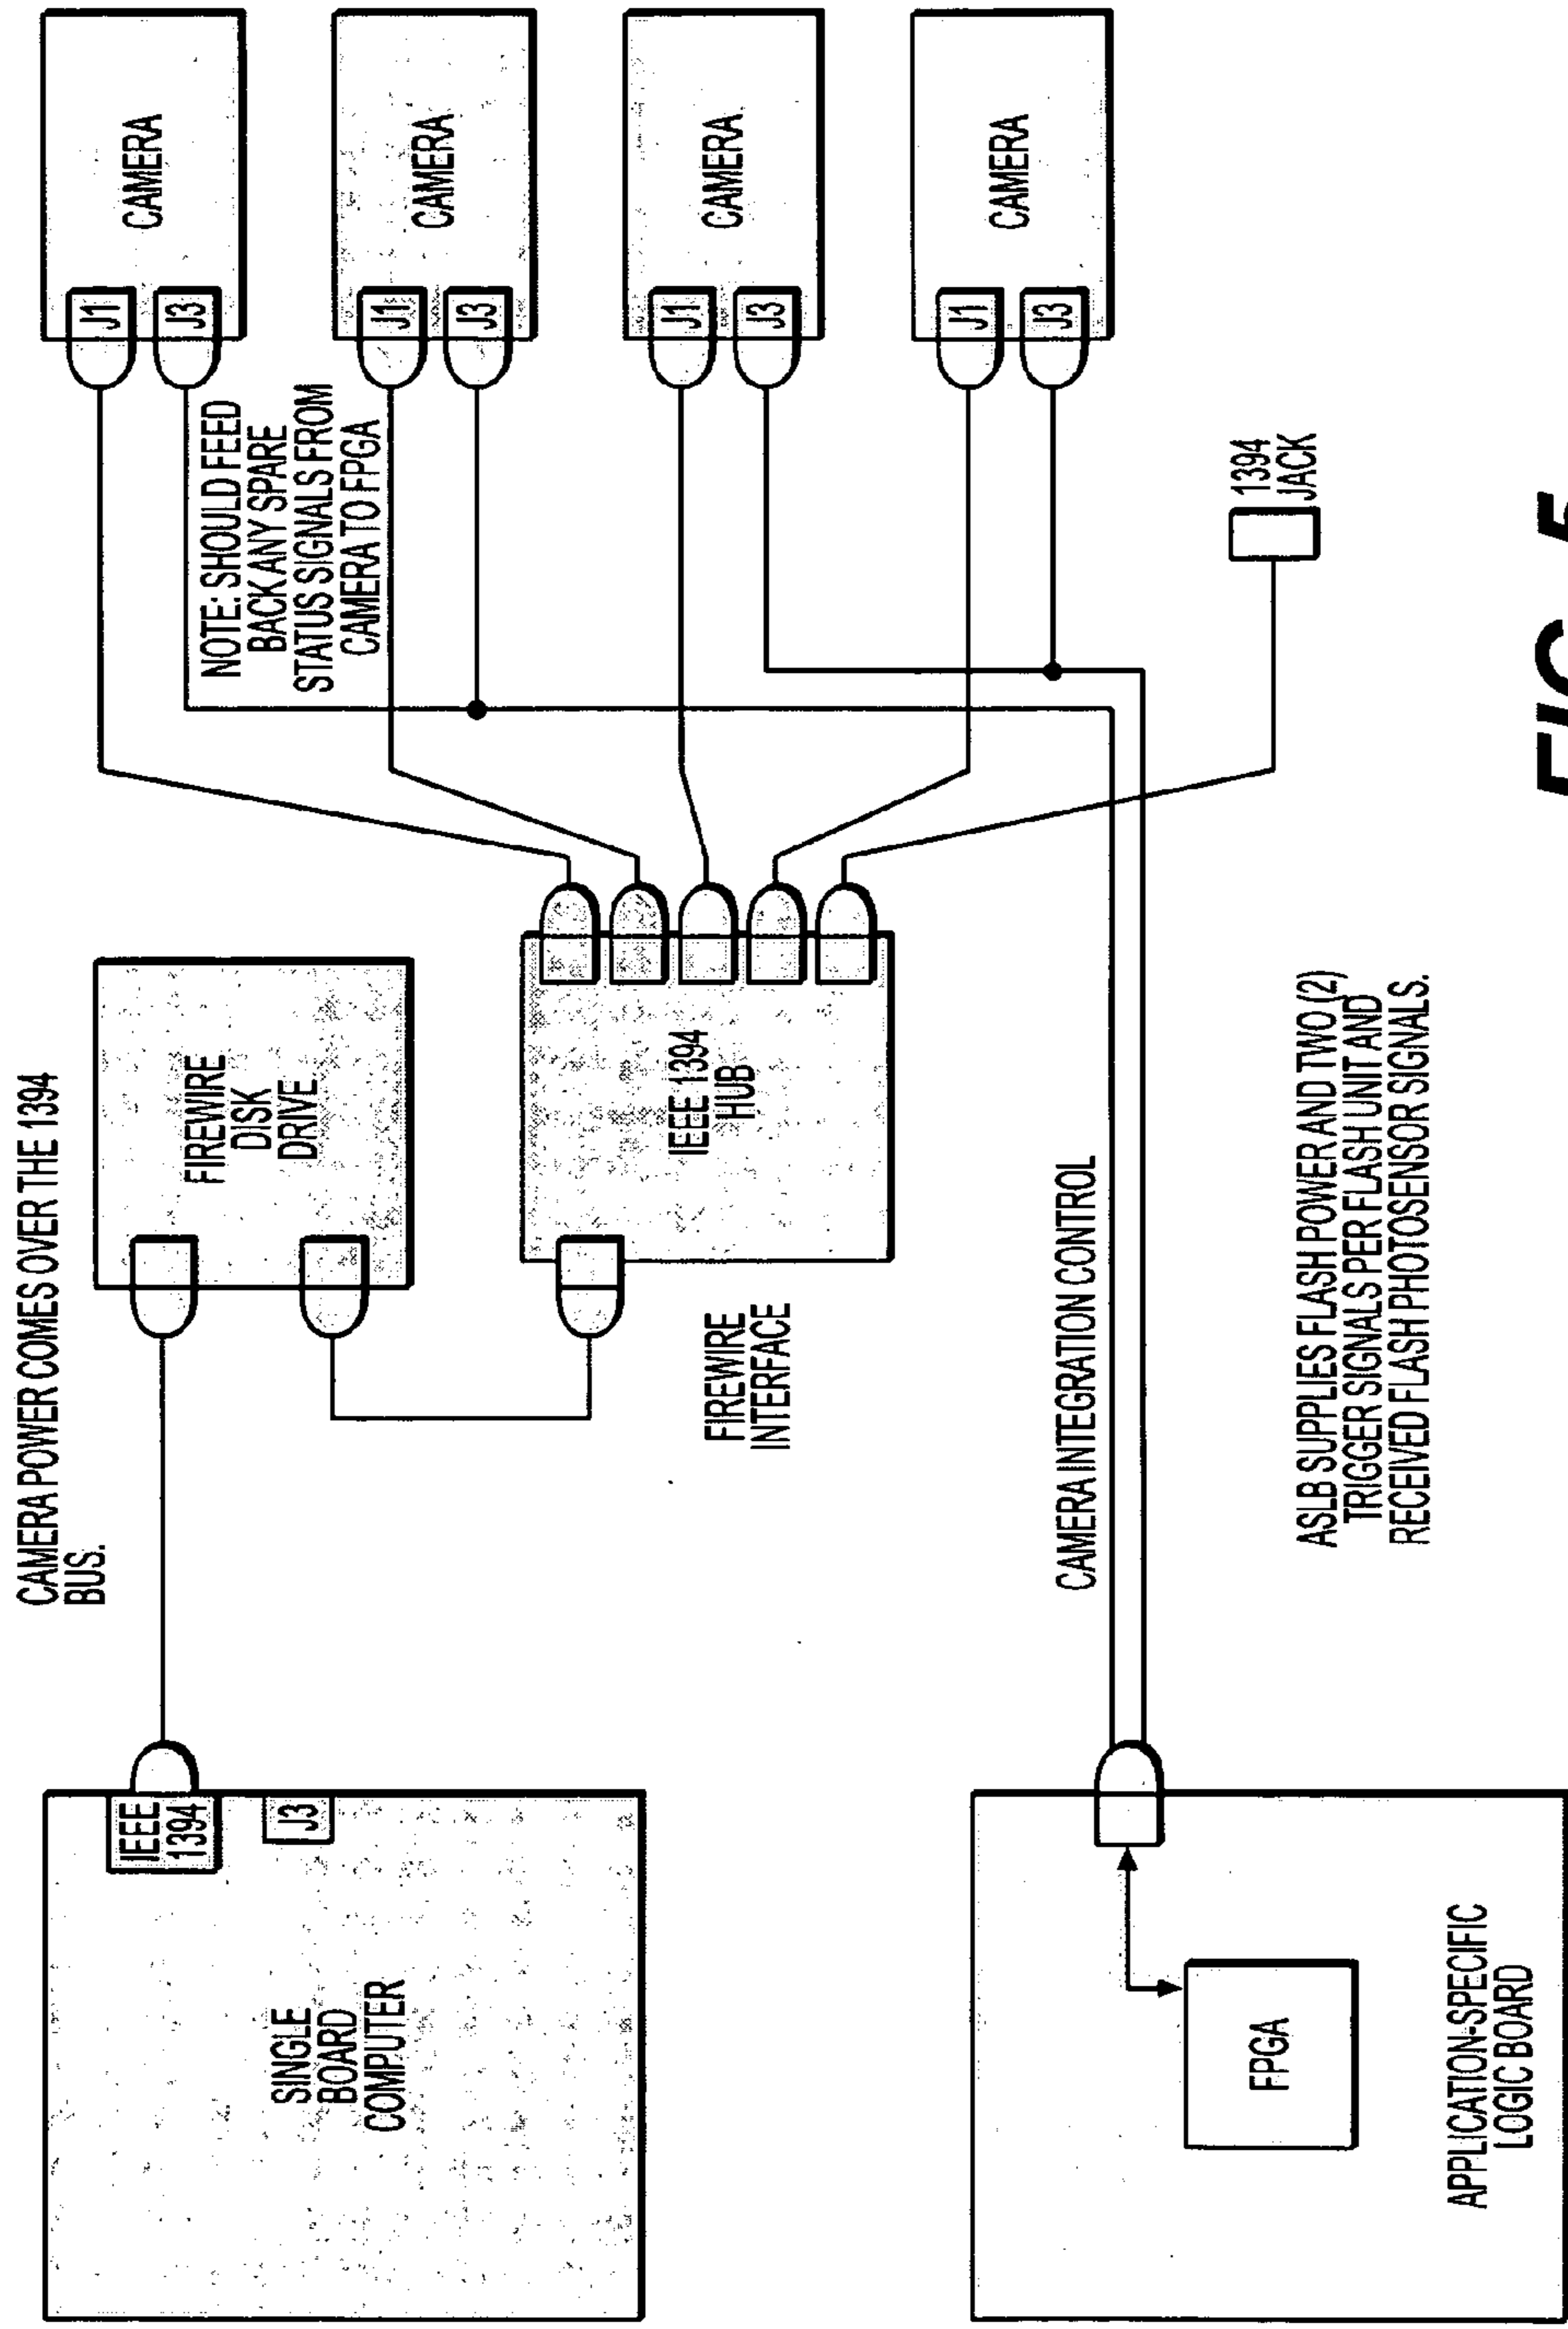 CAMERA POWER COMES OVER THE 1394
BUS.
IEEE
1394
J3
SINGLE
BOARD
COMPUTER
FIREWIRE
DISK
DRIVE
FIREWIRE
INTERFACE
IEEE 1394
HUB
J1
J3
CAMERA
NOTE: SHOULD FEED
BACK ANY SPARE
STATUS SIGNALS FROM
CAMERA TO FPGA
J1
J3
CAMERA
J1
J3
CAMERA
J1
J3
CAMERA
1394
JACK
CAMERA INTEGRATION CONTROL
FPGA
APPLICATION-SPECIFIC
LOGIC BOARD
ASLB SUPPLIES FLASH POWER AND TWO (2)
TRIGGER SIGNALS PER FLASH UNIT AND
RECEIVED FLASH PHOTOSENSOR SIGNALS.
FIG. 5